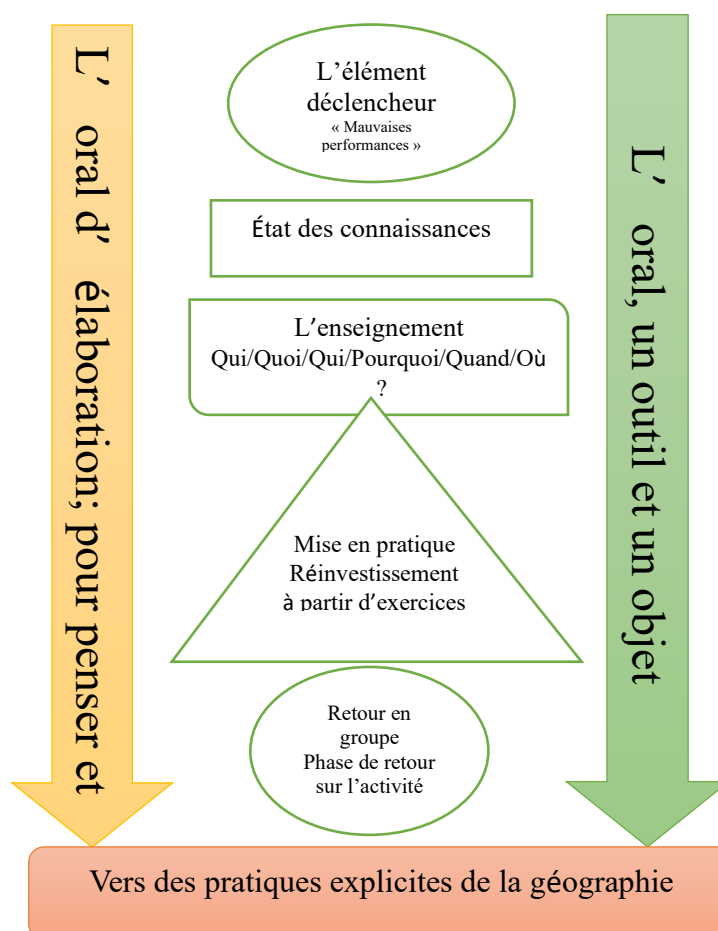 L' oral d' élaboration; pour penser et
L'élément
déclencheur
« Mauvaises
performances »
État des connaissances
L'enseignement
Qui/Quoi/Qui/Pourquoi/Quand/Où
?
Mise en pratique
Réinvestissement
à partir d'exercices
Retour en
groupe
Phase de retour
sur l'activité
L' oral, un outil et un objet
Vers des pratiques explicites de la géographie